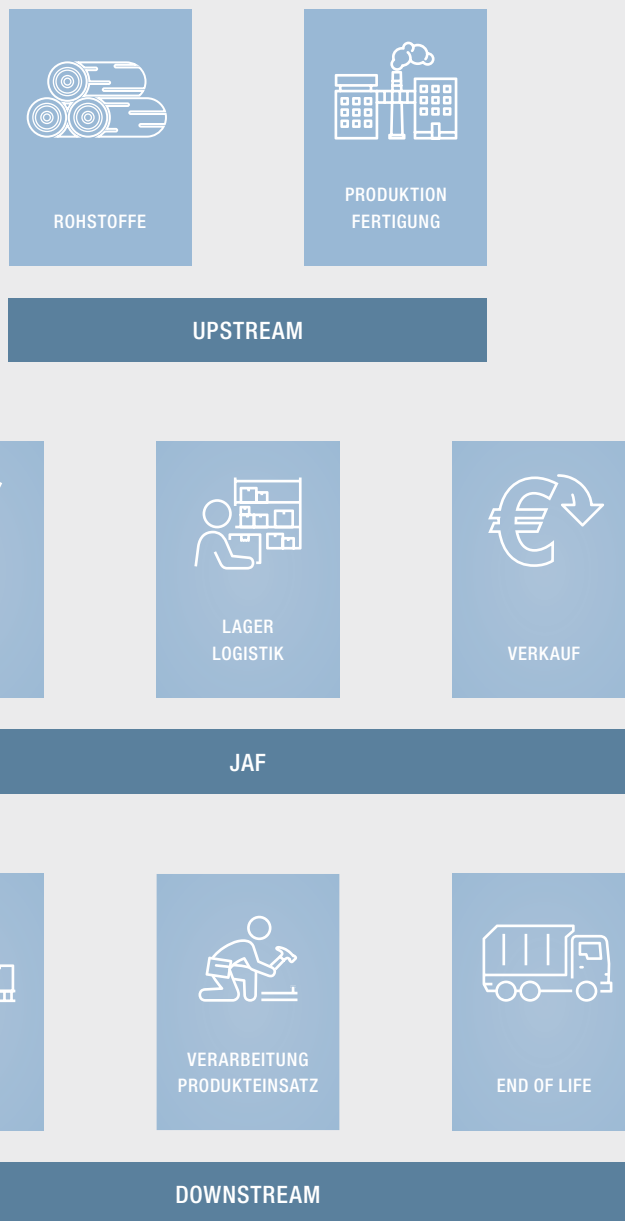 ROHSTOFFE
PRODUKTION
FERTIGUNG
UPSTREAM
LAGER
LOGISTIK
VERKAUF
JAF
VERARBEITUNG
PRODUKTEINSATZ
END OF LIFE
DOWNSTREAM